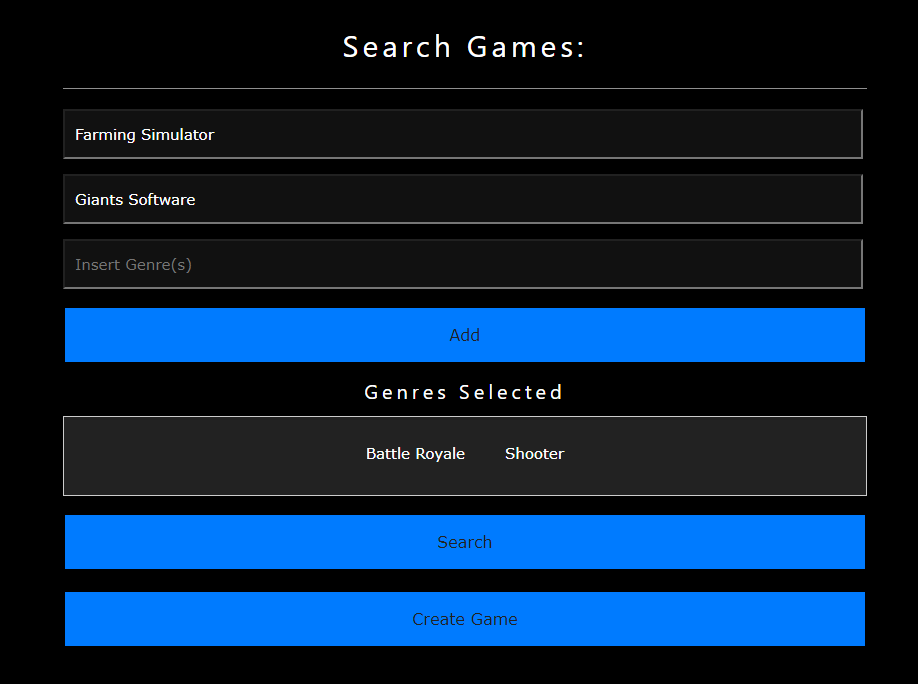 Search Games:
Farming Simulator
Giants Software
Insert Genre(s)
Add
Genres Selected
Battle Royale Shooter
Search
Create Game